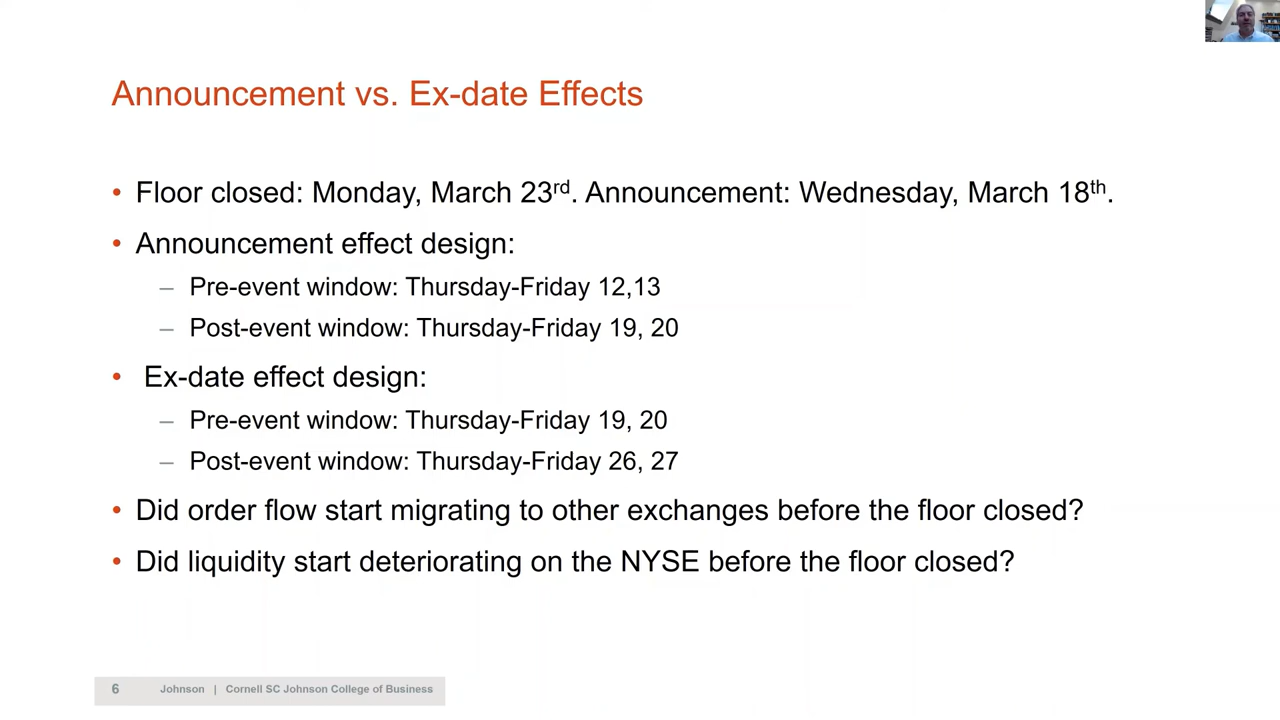 Announcement vs. Ex-date Effects
• Floor closed: Monday, March 23rd. Announcement: Wednesday, March 18th.
• Announcement effect design:
– Pre-event window: Thursday-Friday 12,13
– Post-event window: Thursday-Friday 19, 20
• Ex-date effect design:
– Pre-event window: Thursday-Friday 19, 20
– Post-event window: Thursday-Friday 26, 27
• Did order flow start migrating to other exchanges before the floor closed?
• Did liquidity start deteriorating on the NYSE before the floor closed?
6 Johnson | Cornell SC Johnson College of Business